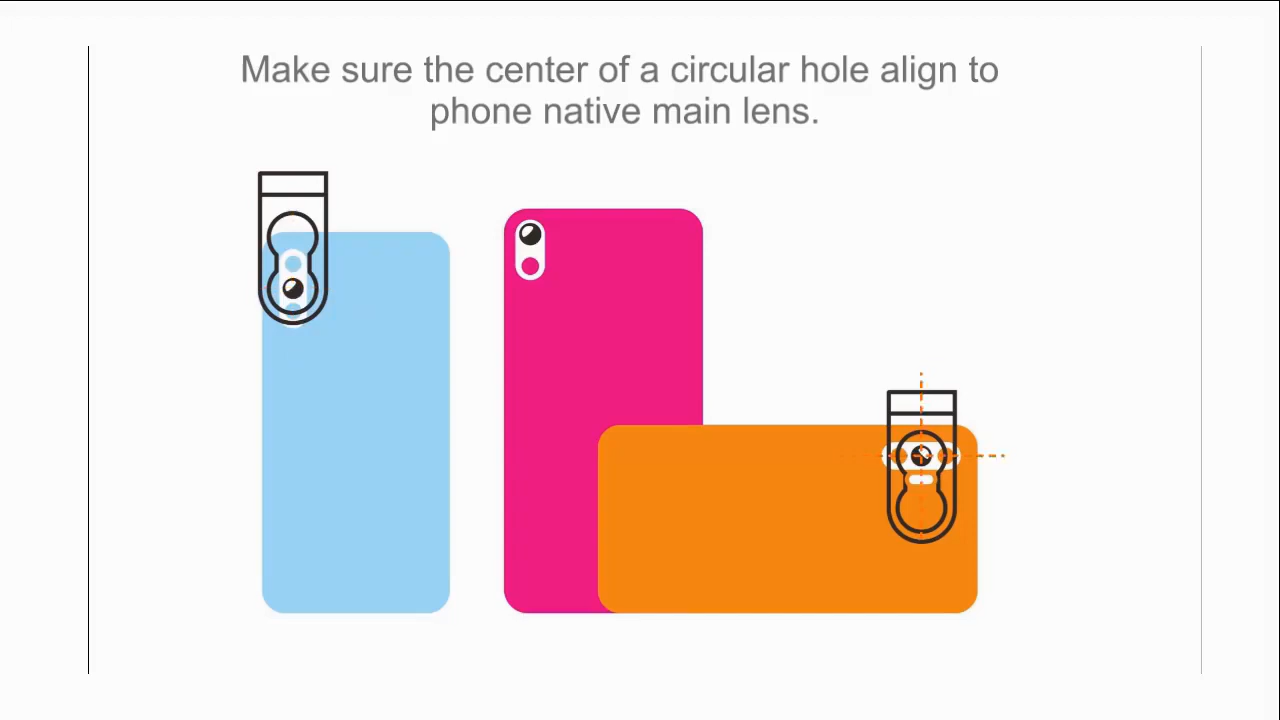 Make sure the center of a circular hole align to
phone native main lens.